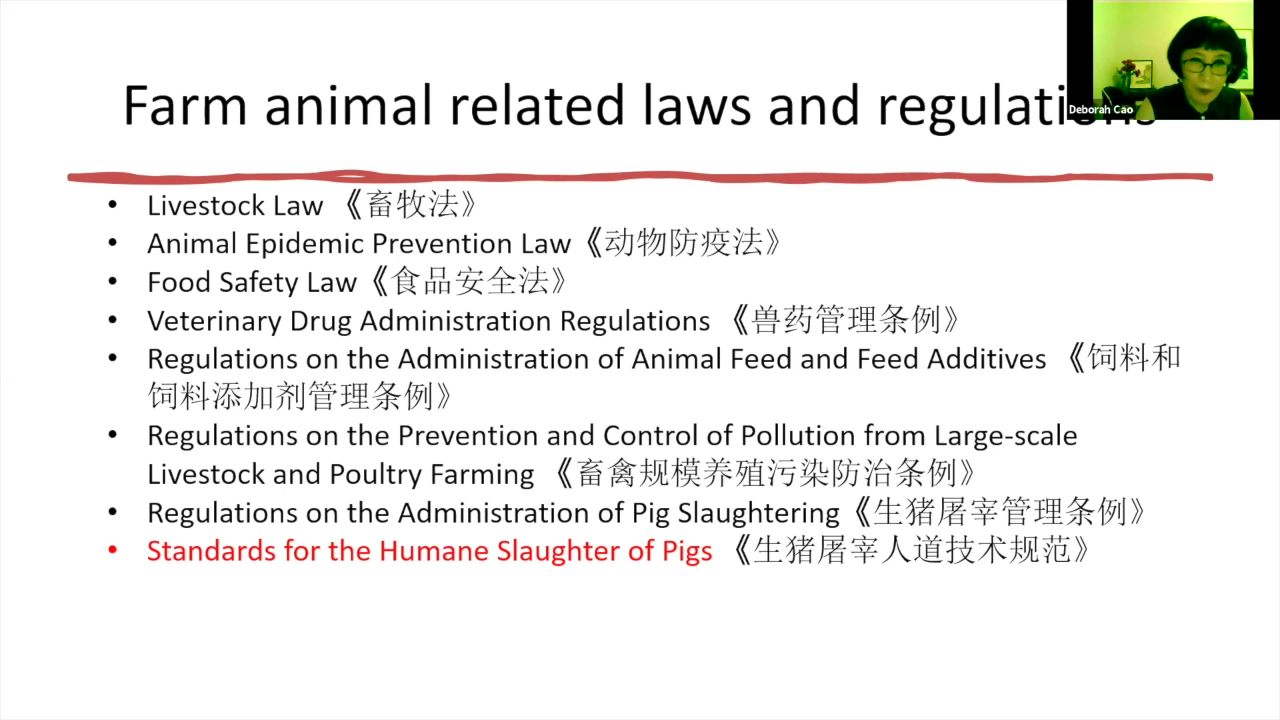 Farm animal related laws and regulations
Deborah Cao
• Livestock Law 《畜牧法》
• Animal Epidemic Prevention Law《动物防疫法》
• Food Safety Law《食品安全法》
• Veterinary Drug Administration Regulations 《兽药管理条例》
• Regulations on the Administration of Animal Feed and Feed Additives 《饲料和
饲料添加剂管理条例》
• Regulations on the Prevention and Control of Pollution from Large-scale
Livestock and Poultry Farming 《畜禽规模养殖污染防治条例》
• Regulations on the Administration of Pig Slaughtering《生猪屠宰管理条例》
• Standards for the Humane Slaughter of Pigs 《生猪屠宰人道技术规范》